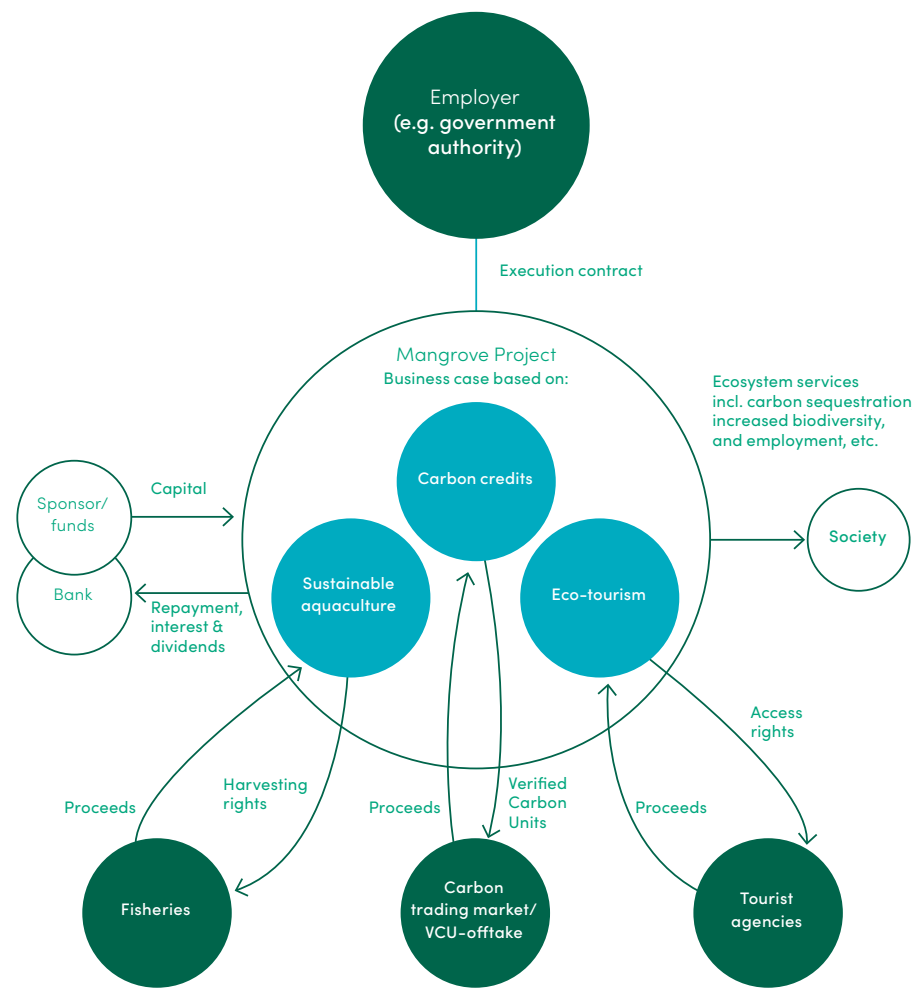 Employer
(e.g. government
authority)
Execution contract
Mangrove Project
Business case based on:
Ecosystem services
incl. carbon sequestration
increased biodiversity,
and employment, etc.
Carbon credits
Capital
Sponsor/
funds
Society
Sustainable
aquaculture
Eco-tourism
Bank
Repayment,
interest &
dividends
Access
rights
Harvesting
rights
Verified
Carbon
Units
Proceeds
Proceeds
Proceeds
Fisheries
Carbon
trading market/
VCU-offtake
Tourist
agencies